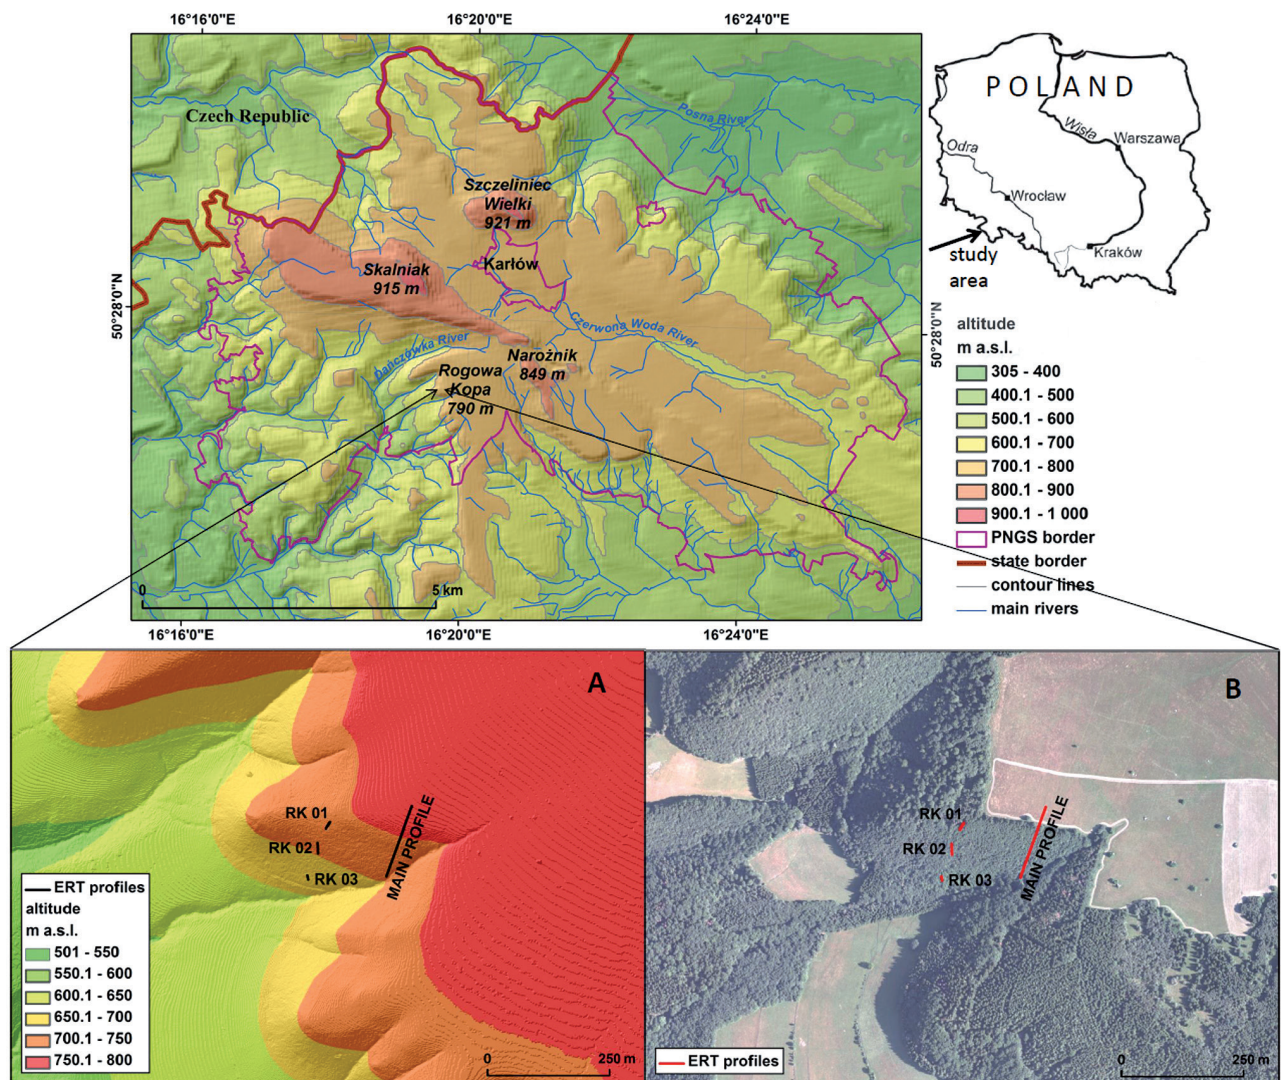 16°16'0"E
16°20'0"E
16°24'0"E
Czech Republic
Posna River
Szczeliniec
Wielki
921 m
Skalniak
915 m
Karłów
Czerwona Woda River
Dańczówka River
Narożnik
849 m
Rogowa
Kopa
790 m
50°28'0"N
50°28'0"N
0
5 km
16°16'0"E
16°20'0"E
16°24'0"E
POLAND
Wisła
Warszawa
Odra
Wrocław
Kraków
study
area
altitude
m a.s.l.
305 - 400
400.1 - 500
500.1 - 600
600.1 - 700
700.1 - 800
800.1 - 900
900.1 - 1 000
PNGS border
state border
contour lines
main rivers
A
RK 01
RK 02
RK 03
MAIN PROFILE
ERT profiles
altitude
m a.s.l.
501 - 550
550.1 - 600
600.1 - 650
650.1 - 700
700.1 - 750
750.1 - 800
0
250 m
B
RK 01
RK 02
RK 03
MAIN PROFILE
ERT profiles
0
250 m